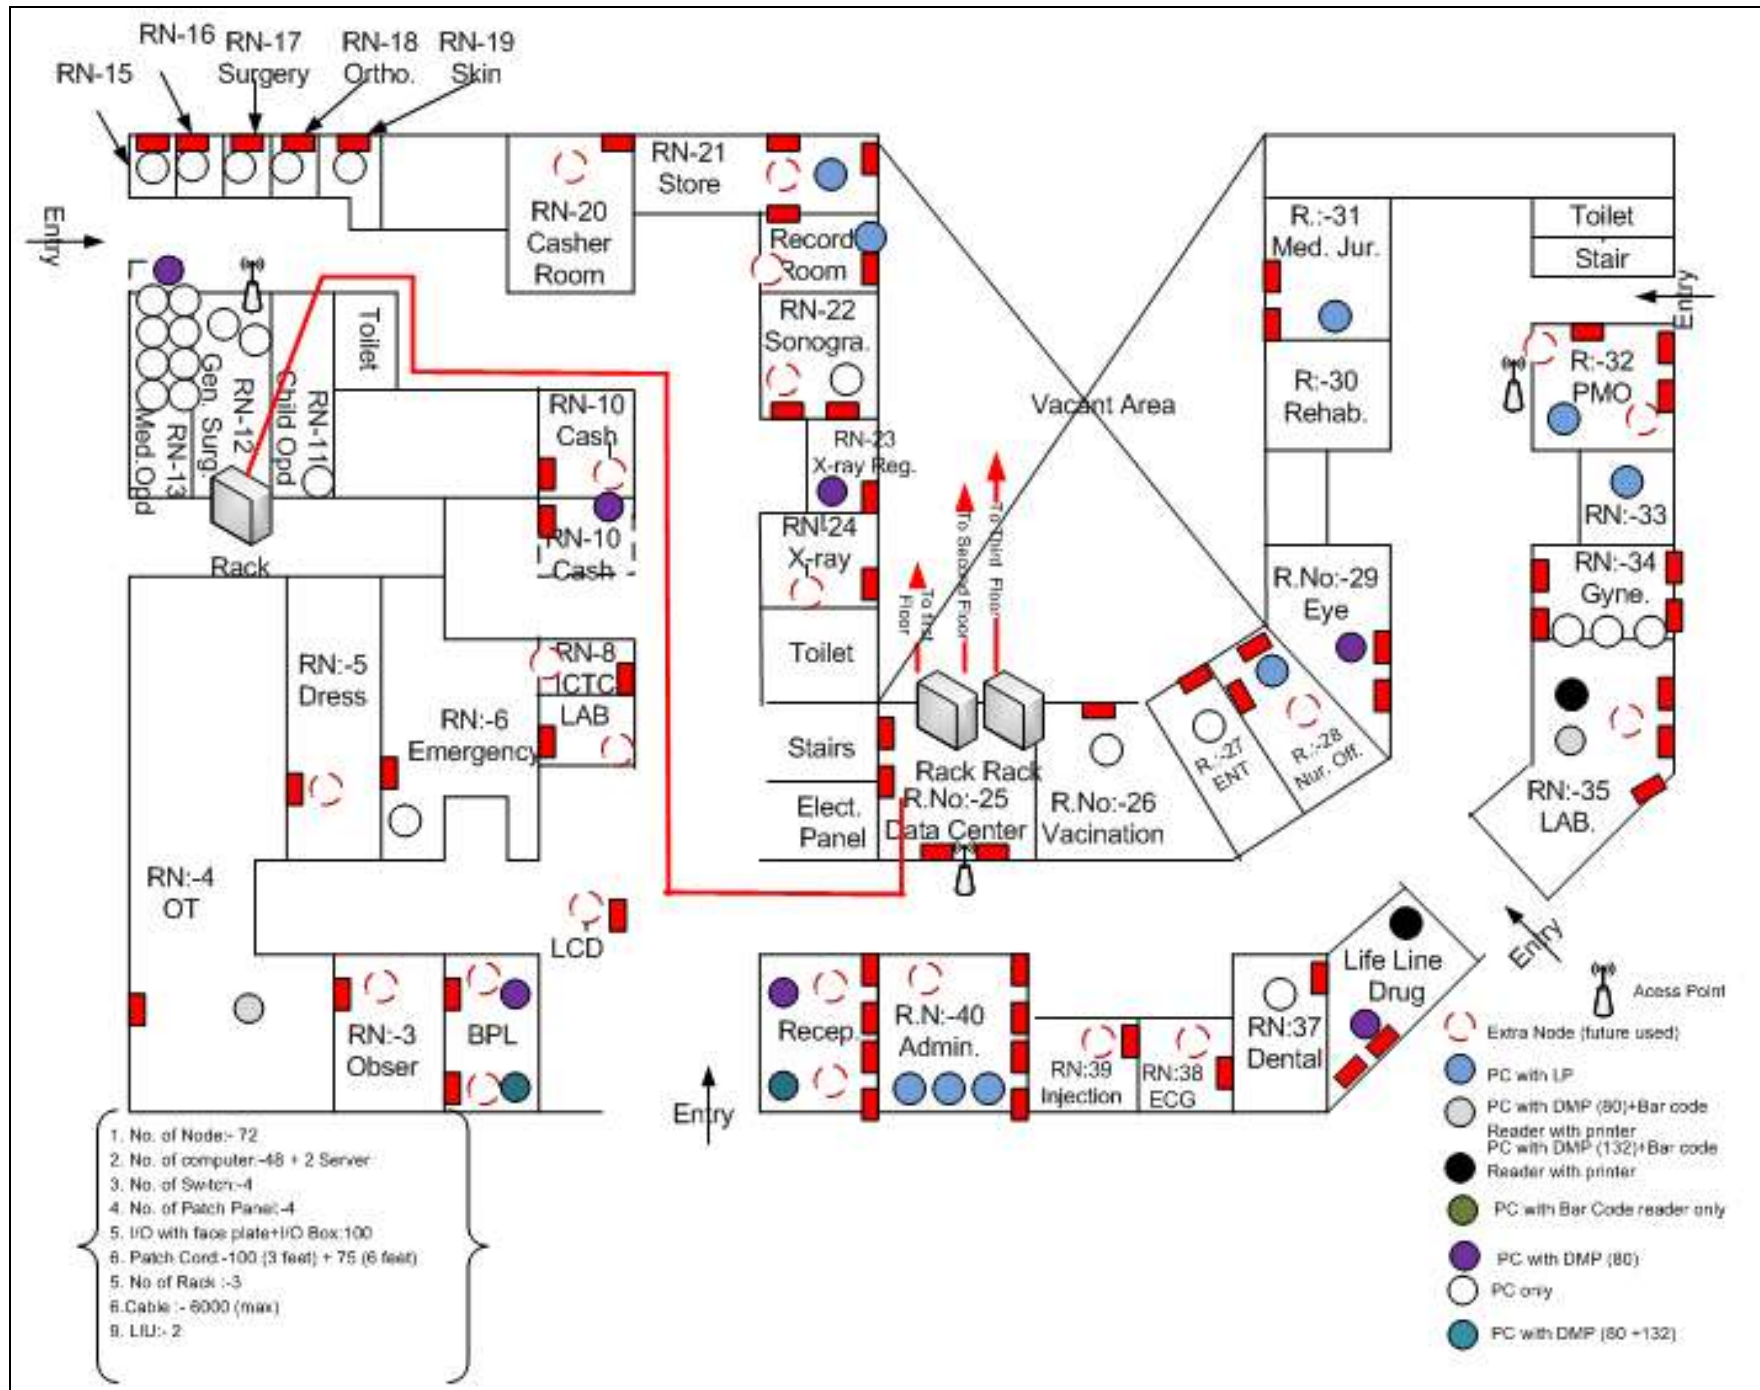 RN-15
RN-16
RN-17
Surgery
RN-18
Ortho.
RN-19
Skin
Entry
RN-20
Casher
Room
RN-21
Store
Record
Room
RN-22
Sonogra.
RN-23
X-ray Reg.
RN-24
X-ray
Toilet
Stairs
Elect.
Panel
Toilet
Med.Opd
RN-13
Gen. Surg.
RN-12
Child Opd
RN-11
Rack
RN-10
Cash
RN-10
Cash
RN:-5
Dress
RN:-6
Emergency
RN-8
ICTC
LAB
RN:-4
OT
LCD
RN:-3
Obser
BPL
Vacant Area
To first
Floor
To Second Floor
To Third Floor
Rack Rack
R.No:-25
Data Center
R.No:-26
Vacination
R.:-27
ENT
R.:-28
Nur. Off.
R.No:-29
Eye
R:-30
Rehab.
R.:-31
Med. Jur.
Toilet
Stair
Entry
R:-32
PMO
RN:-33
RN:-34
Gyne.
RN:-35
LAB.
Entry
Life Line
Drug
RN:37
Dental
RN:38
ECG
RN:39
Injection
R.N:-40
Admin.
Recep.
Entry
Acess Point
Extra Node (future used)
PC with LP
PC with DMP (80)+Bar code
Reader with printer
PC with DMP (132)+Bar code
Reader with printer
PC with Bar Code reader only
PC with DMP (80)
PC only
PC with DMP (80 +132)
1. No. of Node:- 72
2. No. of computer:-48 + 2 Server
3. No. of Switch:-4
4. No. of Patch Panel:-4
5. I/O with face plate+I/O Box:100
6. Patch Cord:-100 (3 feet) + 75 (6 feet)
5. No of Rack :-3
6.Cable :- 6000 (max)
9. LIU:- 2